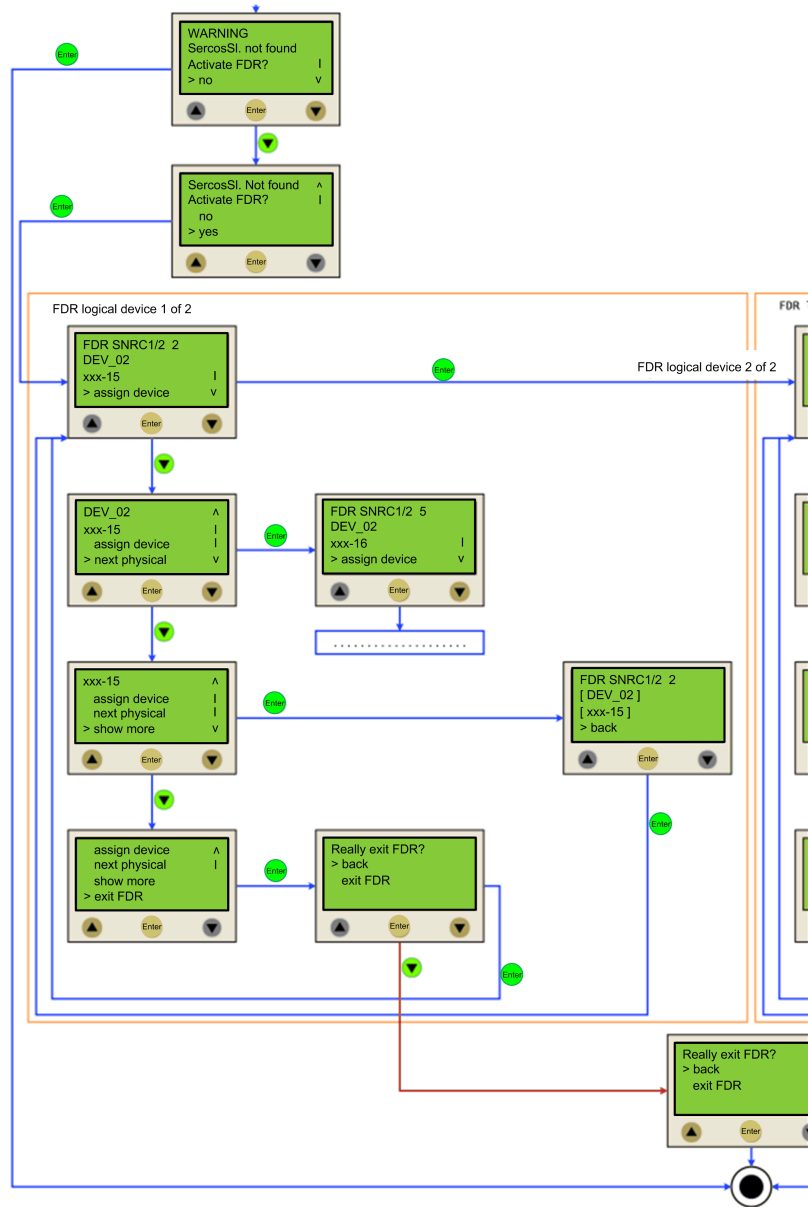 WARNING
SercosSl. not found
Activate FDR? |
> no v
Enter
Enter
SercosSl. Not found ^
Activate FDR? |
no
> yes
Enter
Enter
FDR logical device 1 of 2
FDR
FDR SNRC1/2 2
DEV_02
xxx-15 |
> assign device v
Enter
Enter
FDR logical device 2 of 2
DEV_02 ^
xxx-15 |
assign device |
> next physical v
Enter
Enter
FDR SNRC1/2 5
DEV_02
xxx-16 |
> assign device v
Enter
.....................
xxx-15 ^
assign device |
next physical |
> show more v
Enter
Enter
FDR SNRC1/2 2
[ DEV_02 ]
[ xxx-15 ]
> back
Enter
Enter
assign device ^
next physical |
show more
> exit FDR
Enter
Enter
Really exit FDR?
> back
exit FDR
Enter
Enter
Really exit FDR?
> back
exit FDR
Enter